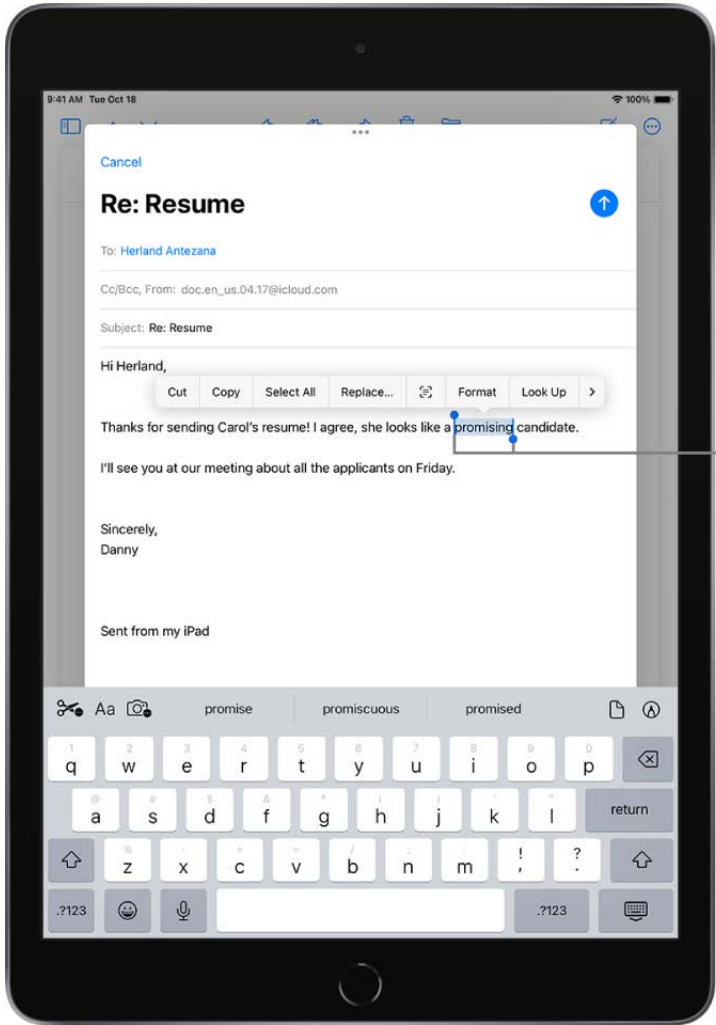 9:41 AM Tue Oct 18 100%
Cancel
Re: Resume
To: Herland Antezana
Cc/Bcc, From: doc.en_us.04.17@icloud.com
Subject: Re: Resume
Hi Herland,
Cut Copy Select All Replace... Format Look Up >
Thanks for sending Carol's resume! I agree, she looks like a promising candidate.
I'll see you at our meeting about all the applicants on Friday.
Sincerely,
Danny
Sent from my iPad
Aa promise promiscuous promised
1 2 3 4 5 6 7 8 9 0
q w e r t y u i o p
a s d f g h j k l return
! ?
z x c v b n m , .
.?123 .?123